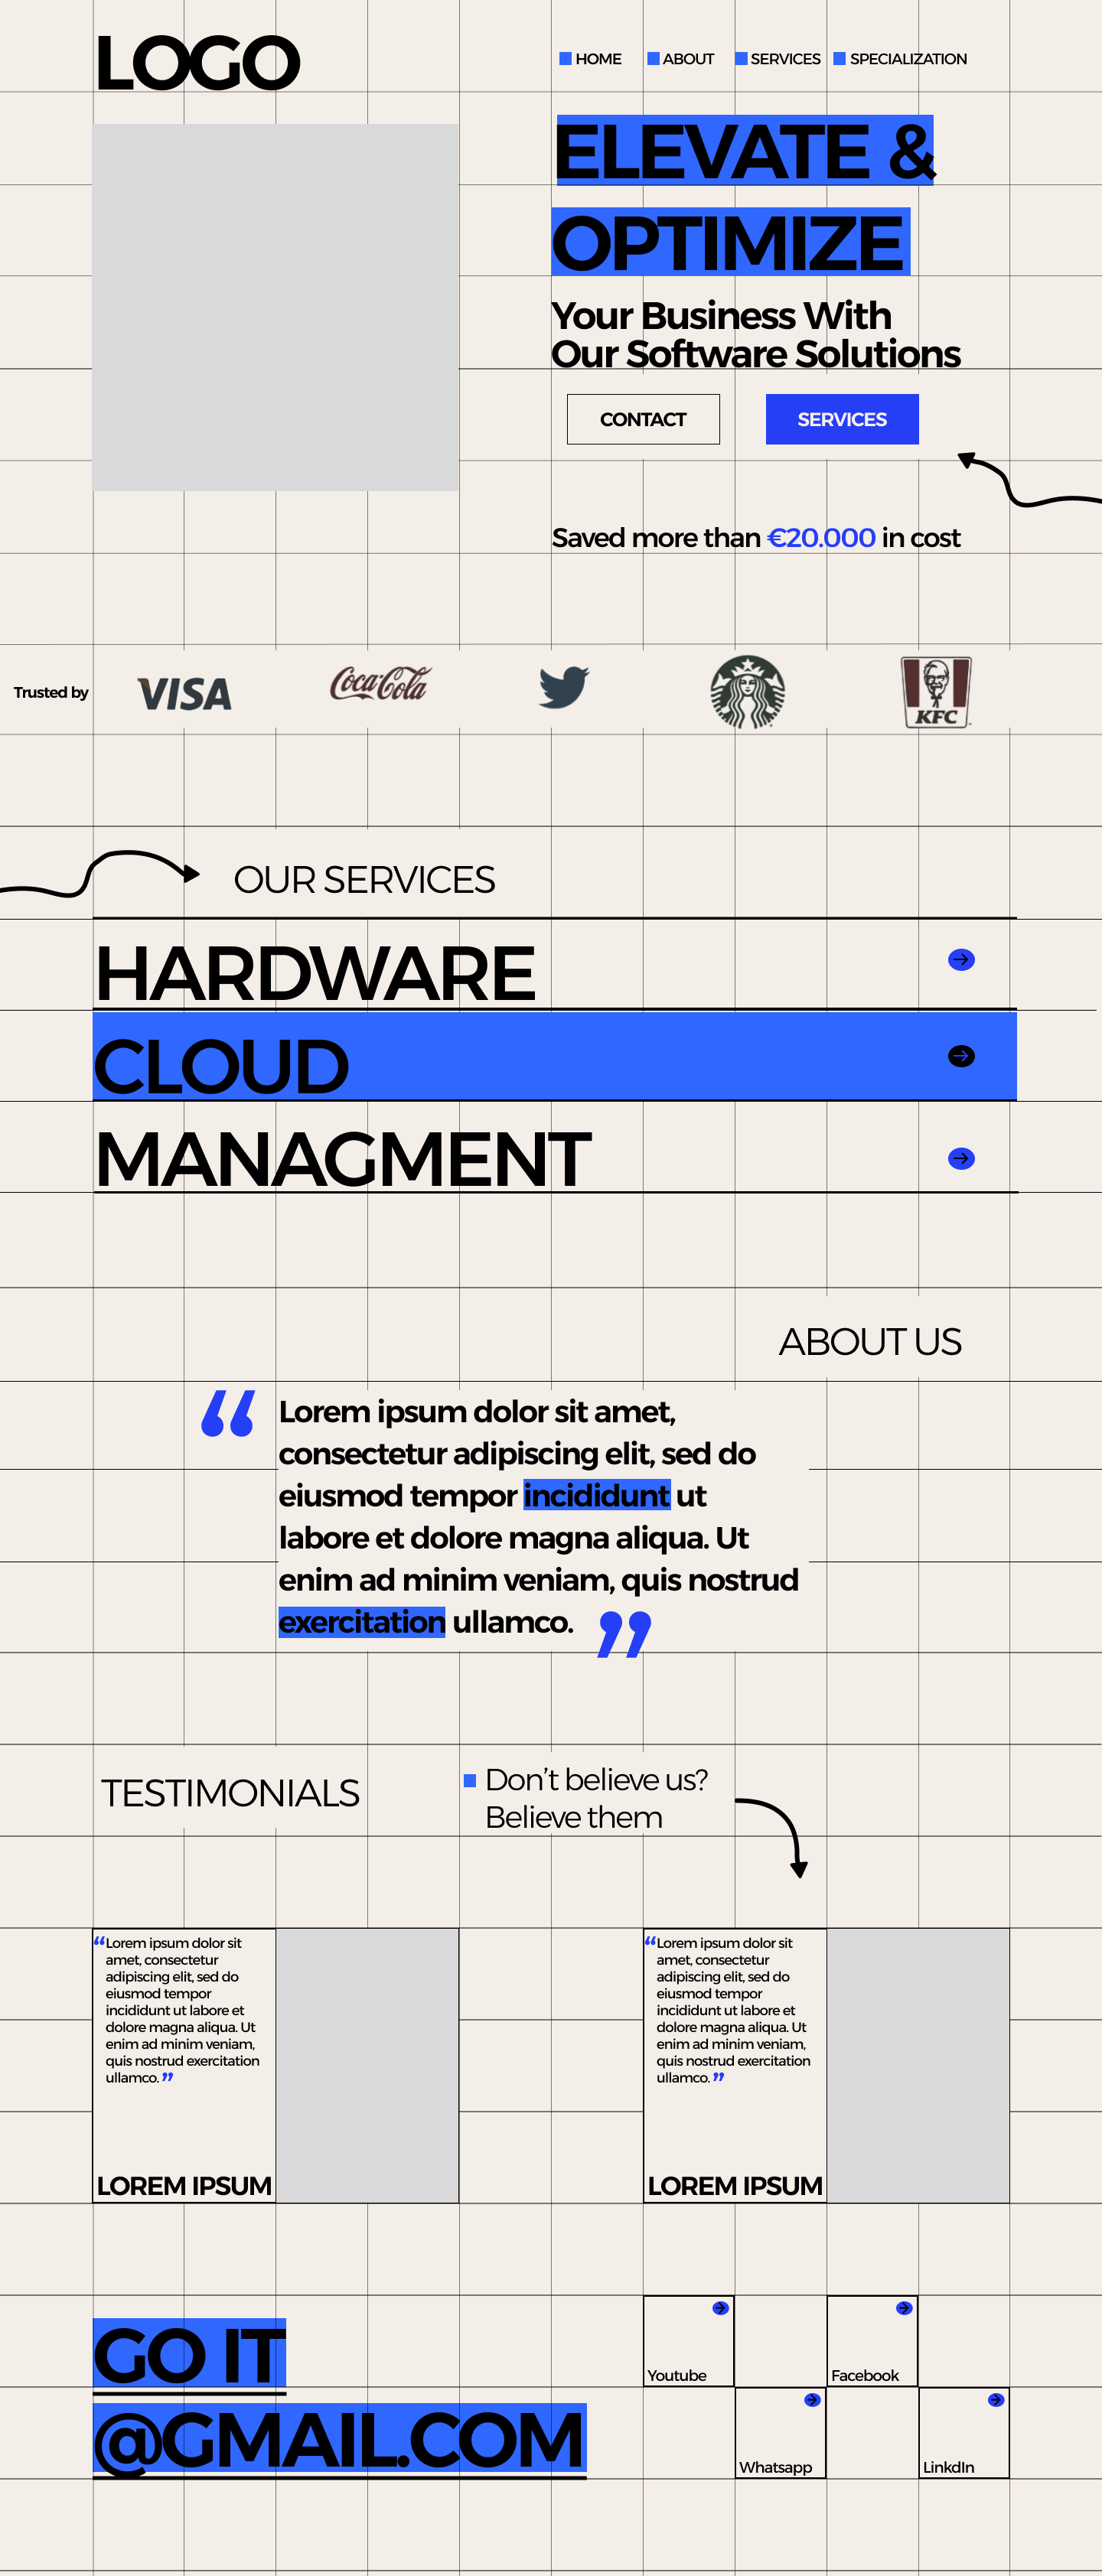 LOGO
HOME ABOUT SERVICES SPECIALIZATION
ELEVATE &
OPTIMIZE
Your Business With
Our Software Solutions
CONTACT SERVICES
Saved more than €20.000 in cost
Trusted by VISA Coca-Cola KFC
OUR SERVICES
HARDWARE
CLOUD
MANAGMENT
ABOUT US
“ Lorem ipsum dolor sit amet,
consectetur adipiscing elit, sed do
eiusmod tempor incididunt ut
labore et dolore magna aliqua. Ut
enim ad minim veniam, quis nostrud
exercitation ullamco. ”
TESTIMONIALS
Don’t believe us?
Believe them
“Lorem ipsum dolor sit
amet, consectetur
adipiscing elit, sed do
eiusmod tempor
incididunt ut labore et
dolore magna aliqua. Ut
enim ad minim veniam,
quis nostrud exercitation
ullamco. ”
LOREM IPSUM
“Lorem ipsum dolor sit
amet, consectetur
adipiscing elit, sed do
eiusmod tempor
incididunt ut labore et
dolore magna aliqua. Ut
enim ad minim veniam,
quis nostrud exercitation
ullamco. ”
LOREM IPSUM
GO IT
@GMAIL.COM
Youtube Facebook
Whatsapp LinkdIn